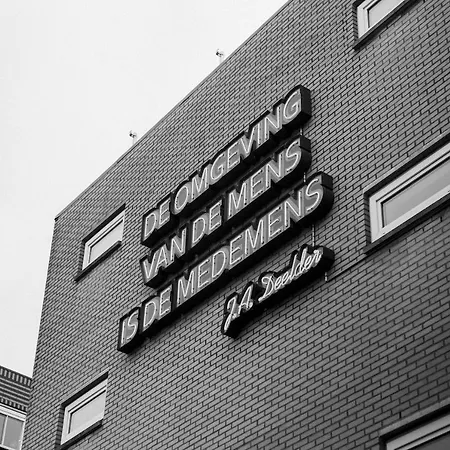 DE OMGEVING
VAN DE MENS
IS DE MEDEMENS
J.A. Deelder